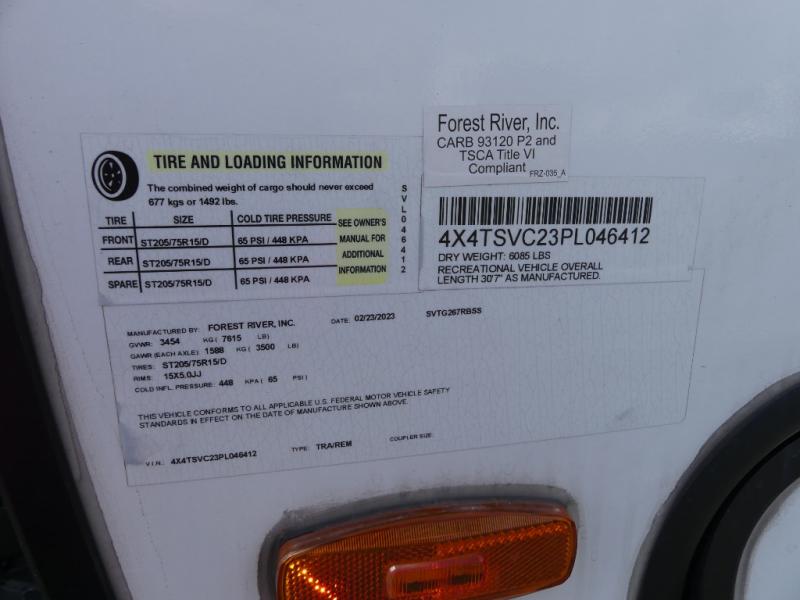 Forest River, Inc.
CARB 93120 P2 and
TSCA Title VI
Compliant
FRZ-035_A
TIRE AND LOADING INFORMATION
The combined weight of cargo should never exceed
677 kgs or 1492 lbs.
TIRE SIZE COLD TIRE PRESSURE
FRONT ST205/75R15/D 65 PSI / 448 KPA
REAR ST205/75R15/D 65 PSI / 448 KPA
SPARE ST205/75R15/D 65 PSI / 448 KPA
SEE OWNER'S
MANUAL FOR
ADDITIONAL
INFORMATION
SVL046412
4X4TSVC23PL046412
DRY WEIGHT: 6085 LBS
RECREATIONAL VEHICLE OVERALL
LENGTH 30'7" AS MANUFACTURED.
MANUFACTURED BY: FOREST RIVER, INC. DATE: 02/23/2023 SVTG267RBSS
GVWR: 3454 KG ( 7615 LB)
GAWR (EACH AXLE): 1588 KG ( 3500 LB)
TIRES: ST205/75R15/D
RIMS: 15X5.0JJ
COLD INFL. PRESSURE: 448 KPA ( 65 PSI )
THIS VEHICLE CONFORMS TO ALL APPLICABLE U.S. FEDERAL MOTOR VEHICLE SAFETY
STANDARDS IN EFFECT ON THE DATE OF MANUFACTURE SHOWN ABOVE.
V.I.N.: 4X4TSVC23PL046412 TYPE: TRA/REM COUPLER SIZE: